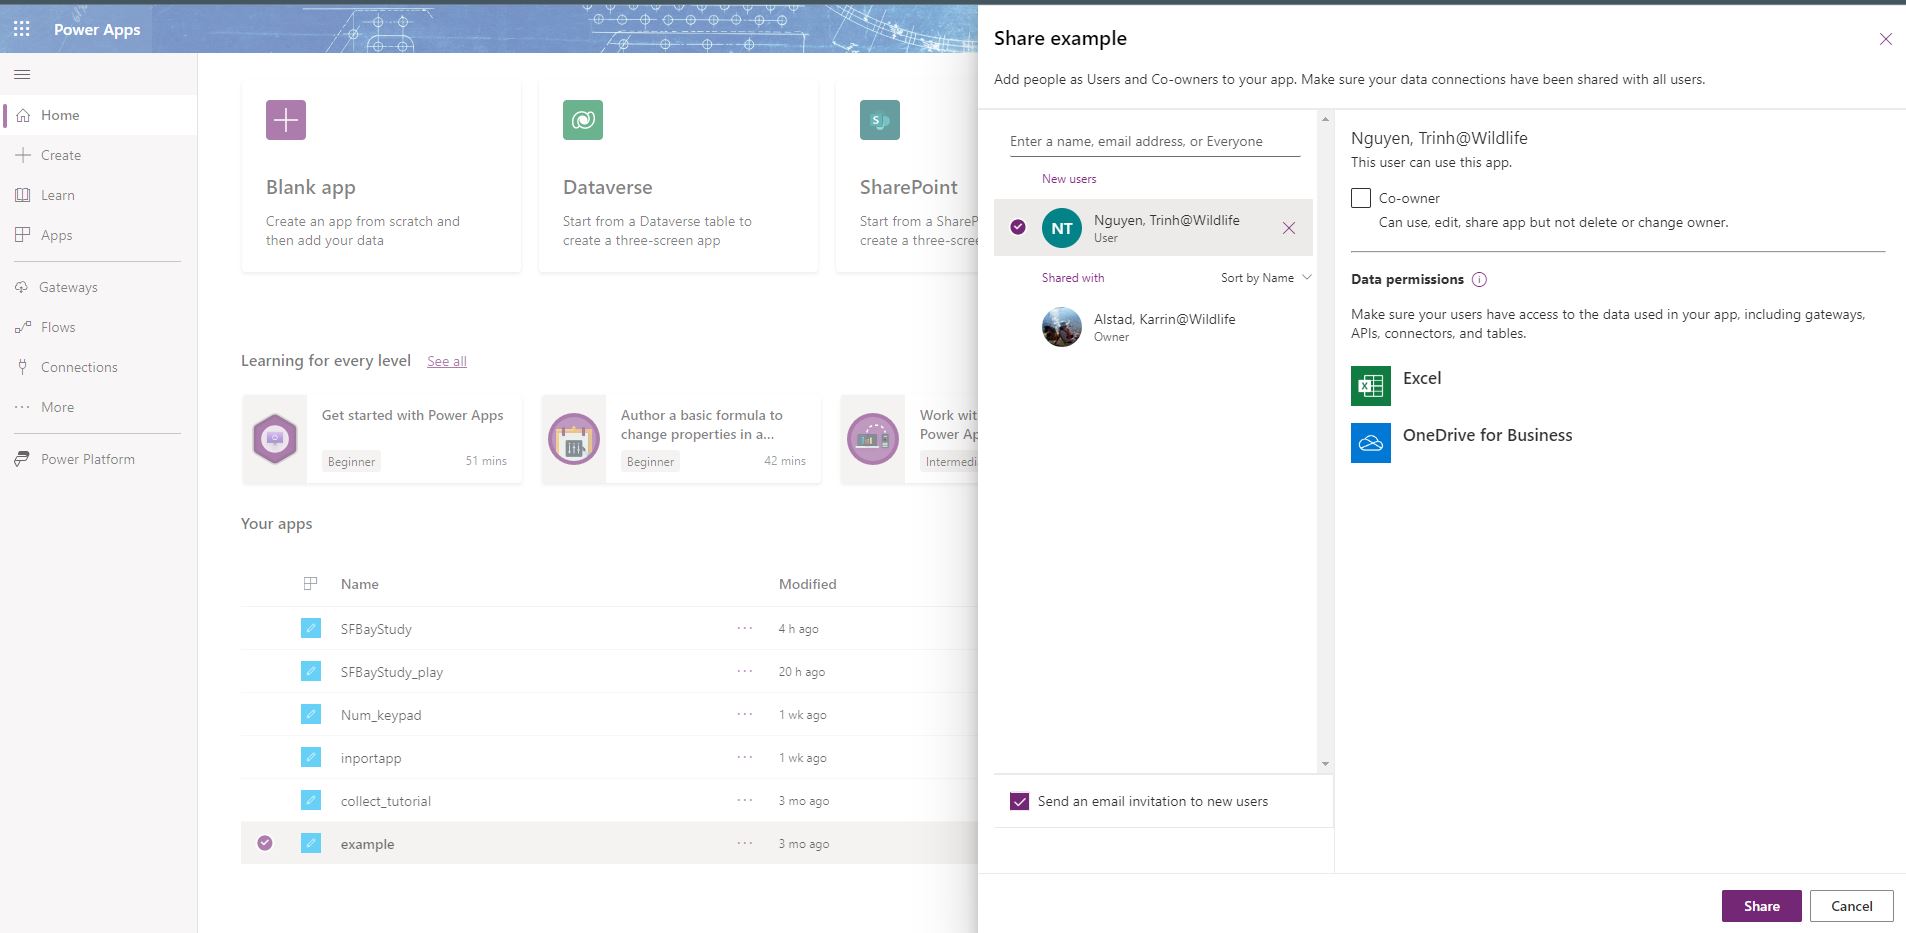 Power Apps
Home
Create
Learn
Apps
Gateways
Flows
Connections
More
Power Platform
Blank app
Create an app from scratch and
then add your data
Dataverse
Start from a Dataverse table to
create a three-screen app
S
SharePoint
Start from a ShareP
create a three-scree
Learning for every level See all
Get started with Power Apps
Beginner 51 mins
Author a basic formula to
change properties in a...
Beginner 42 mins
Work wit
Power Ap
Intermedi
Your apps
Name Modified
SFBayStudy 4 h ago
SFBayStudy_play 20 h ago
Num_keypad 1 wk ago
inportapp 1 wk ago
collect_tutorial 3 mo ago
example 3 mo ago
Share example
Add people as Users and Co-owners to your app. Make sure your data connections have been shared with all users.
Enter a name, email address, or Everyone
New users
NT
Nguyen, Trinh@Wildlife
User
Shared with Sort by Name
Alstad, Karrin@Wildlife
Owner
Send an email invitation to new users
Nguyen, Trinh@Wildlife
This user can use this app.
Co-owner
Can use, edit, share app but not delete or change owner.
Data permissions
Make sure your users have access to the data used in your app, including gateways,
APIs, connectors, and tables.
Excel
OneDrive for Business
Share Cancel